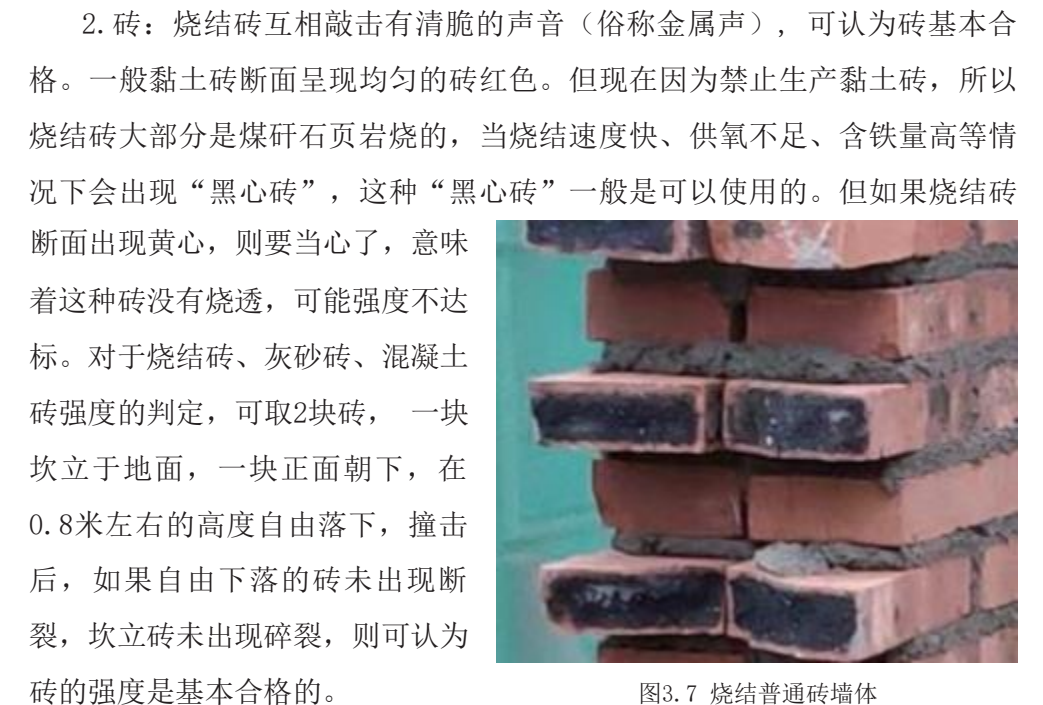 2.砖：烧结砖互相敲击有清脆的声音（俗称金属声），可认为砖基本合
格。一般黏土砖断面呈现均匀的砖红色。但现在因为禁止生产黏土砖，所以
烧结砖大部分是煤矸石页岩烧的，当烧结速度快、供氧不足、含铁量高等情
况下会出现“黑心砖”，这种“黑心砖”一般是可以使用的。但如果烧结砖
断面出现黄心，则要当心了，意味
着这种砖没有烧透，可能强度不达
标。对于烧结砖、灰砂砖、混凝土
砖强度的判定，可取2块砖， 一块
坎立于地面，一块正面朝下，在
0.8米左右的高度自由落下，撞击
后，如果自由下落的砖未出现断
裂，坎立砖未出现碎裂，则可认为
砖的强度是基本合格的。
图3.7 烧结普通砖墙体